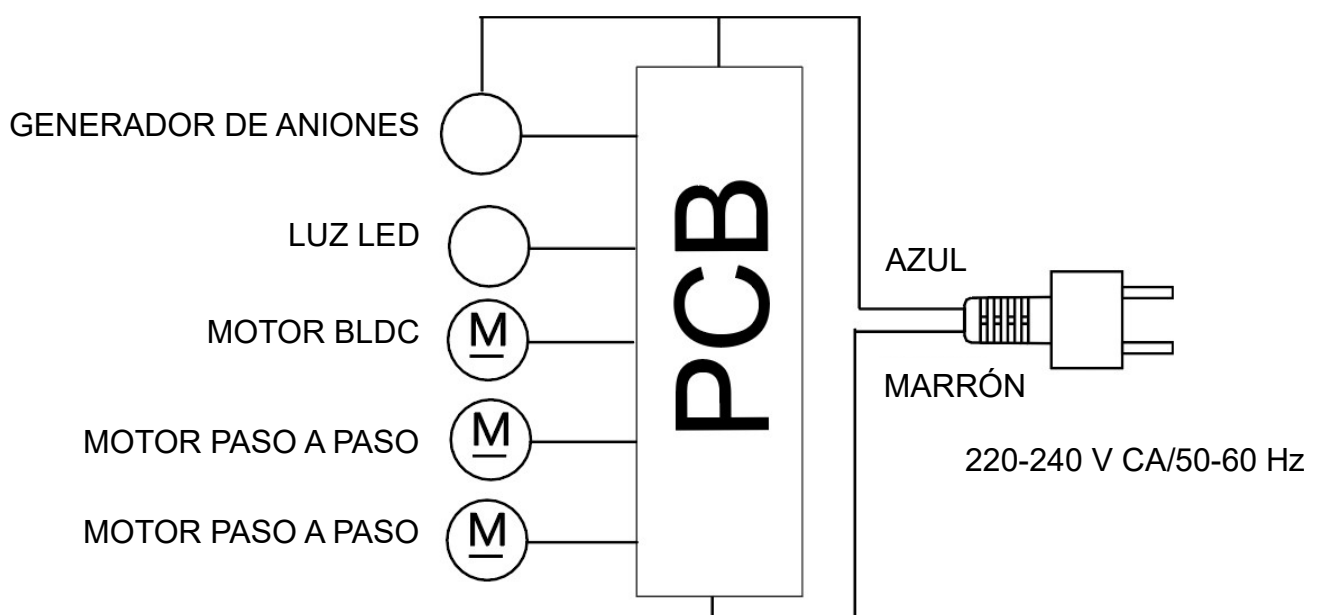 GENERADOR DE ANIONES
LUZ LED
MOTOR BLDC
MOTOR PASO A PASO
MOTOR PASO A PASO
M
M
M
PCB
AZUL
MARRÓN
220-240 V CA/50-60 Hz